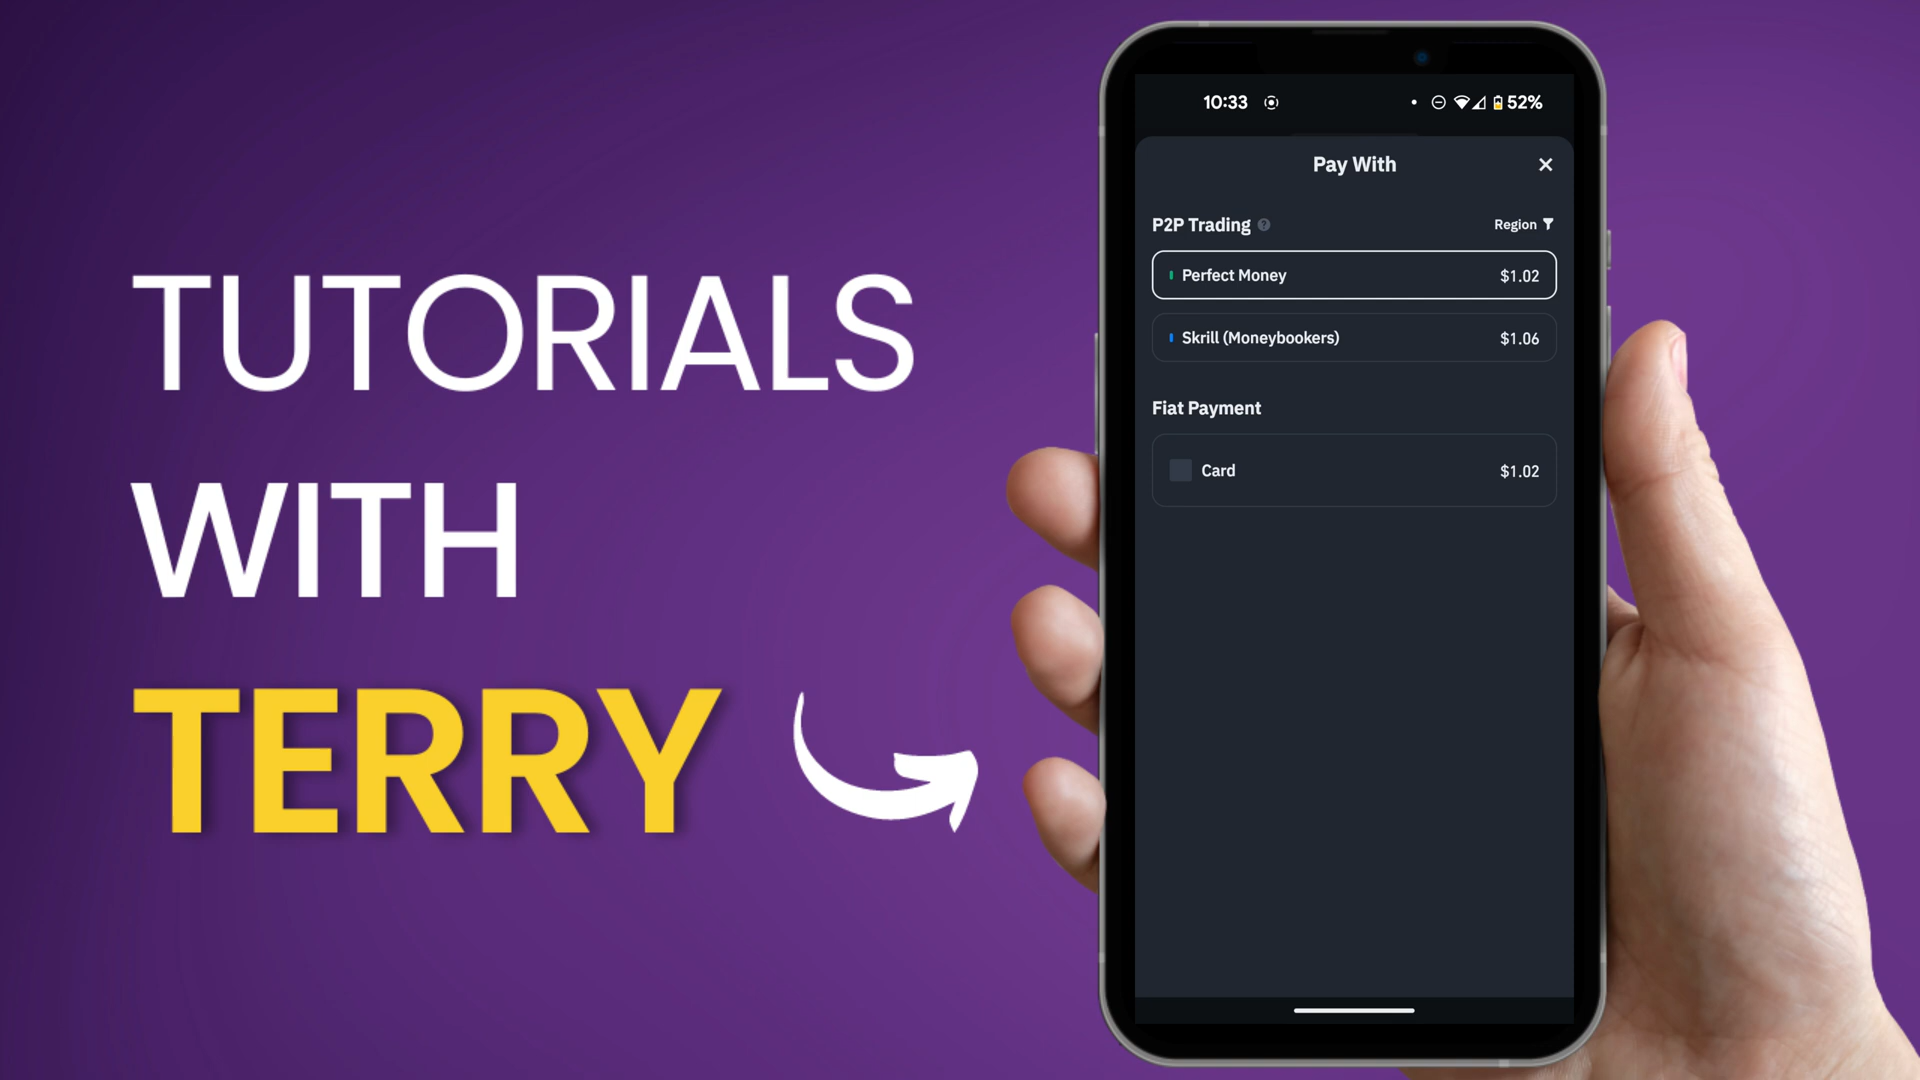 TUTORIALS
WITH
TERRY
10:33 52%
Pay With
P2P Trading Region
Perfect Money $1.02
Skrill (Moneybookers) $1.06
Fiat Payment
Card $1.02